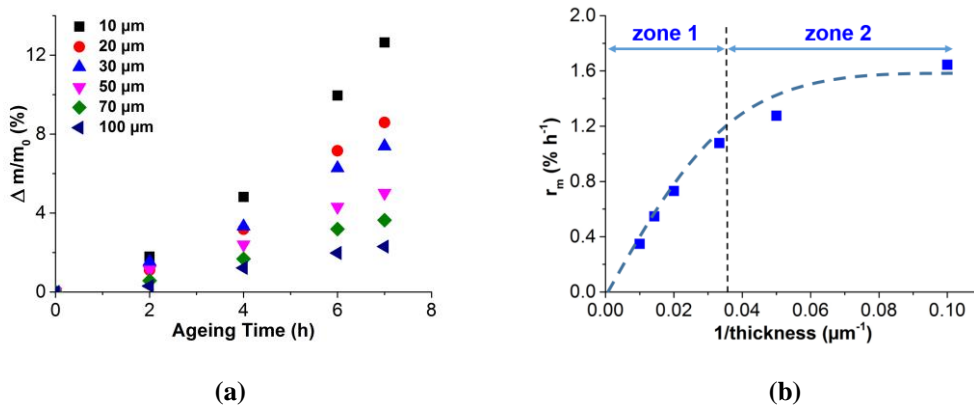 10 µm
20 µm
30 µm
50 µm
70 µm
100 µm
12
8
4
0
0 2 4 6 8
Δ m/m0 (%)
Ageing Time (h)
(a)
zone 1 zone 2
2.0
1.6
1.2
0.8
0.4
0.0
0.00 0.02 0.04 0.06 0.08 0.10
rm (% h-1)
1/thickness (µm-1)
(b)